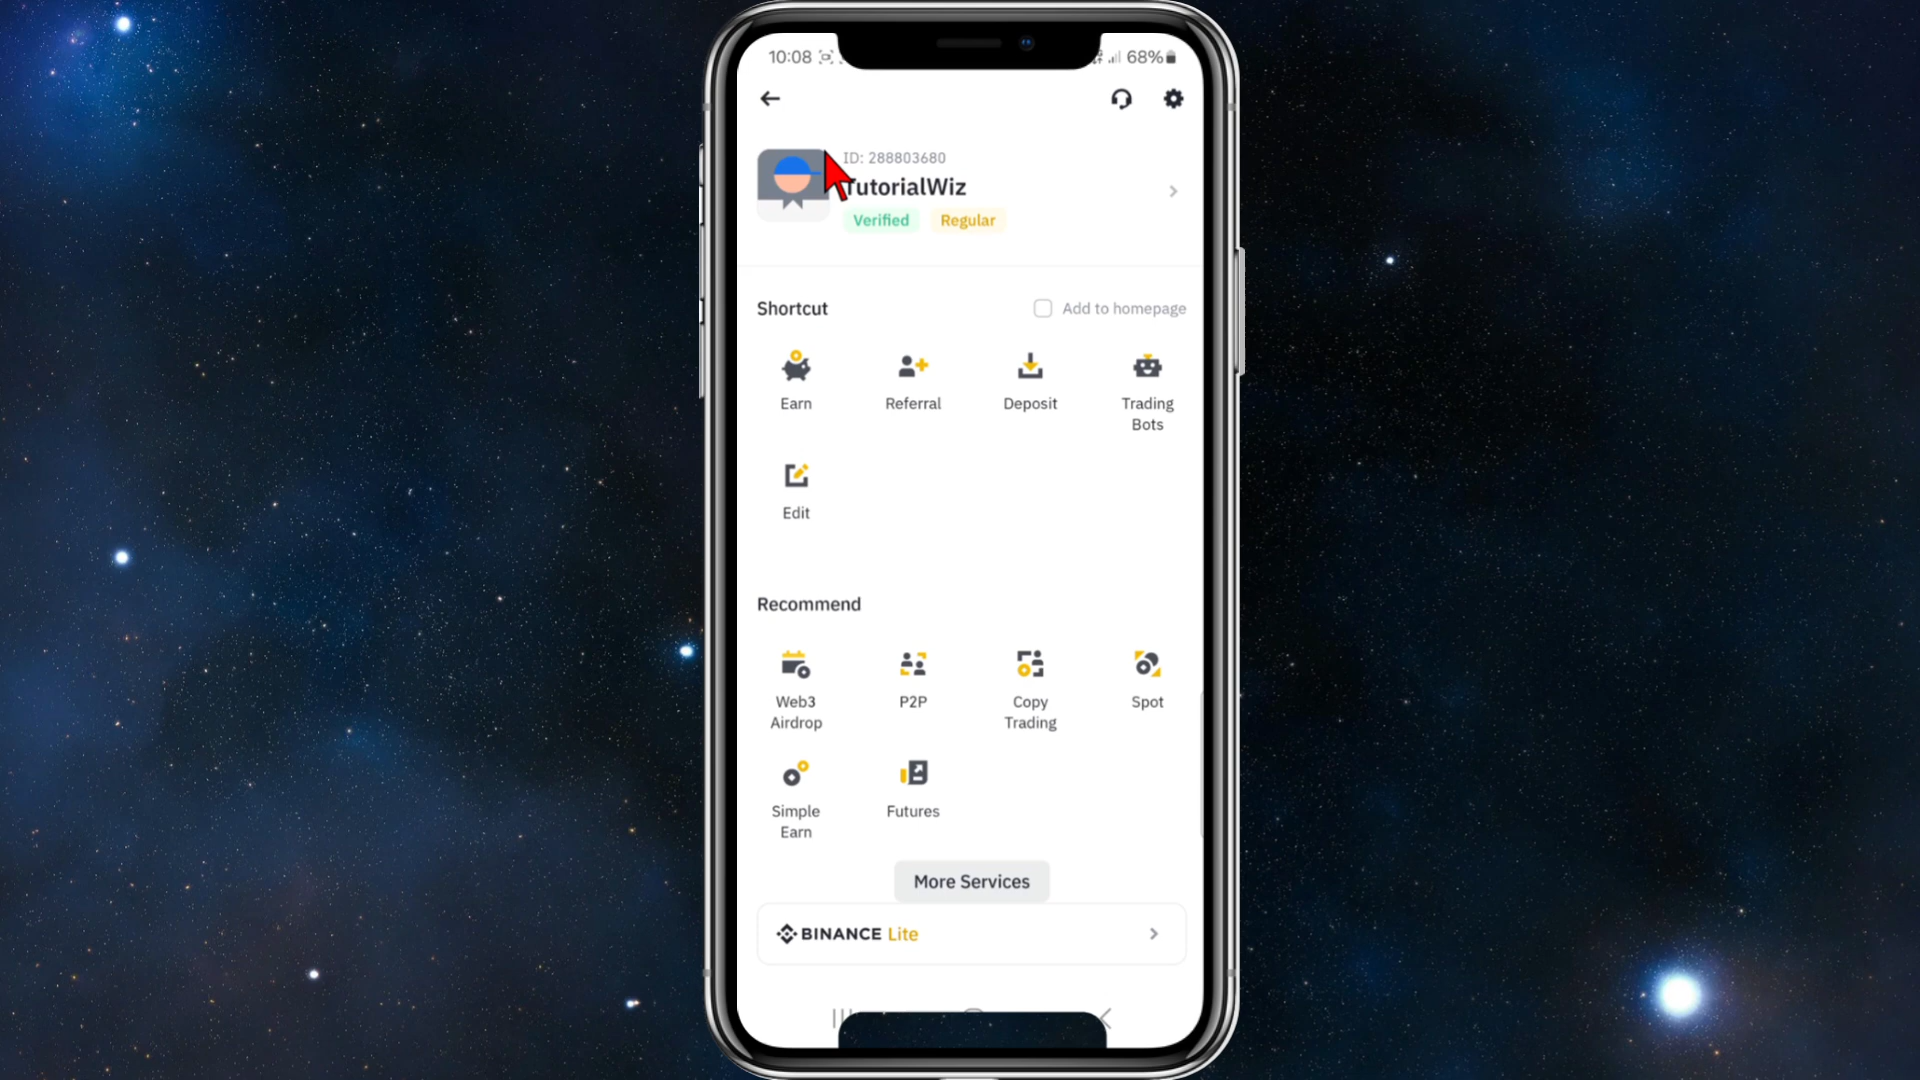 10:08 68%
ID: 288803680
TutorialWiz
Verified Regular
Shortcut Add to homepage
Earn Referral Deposit Trading Bots
Edit
Recommend
Web3 Airdrop P2P Copy Trading Spot
Simple Earn Futures
More Services
BINANCE Lite